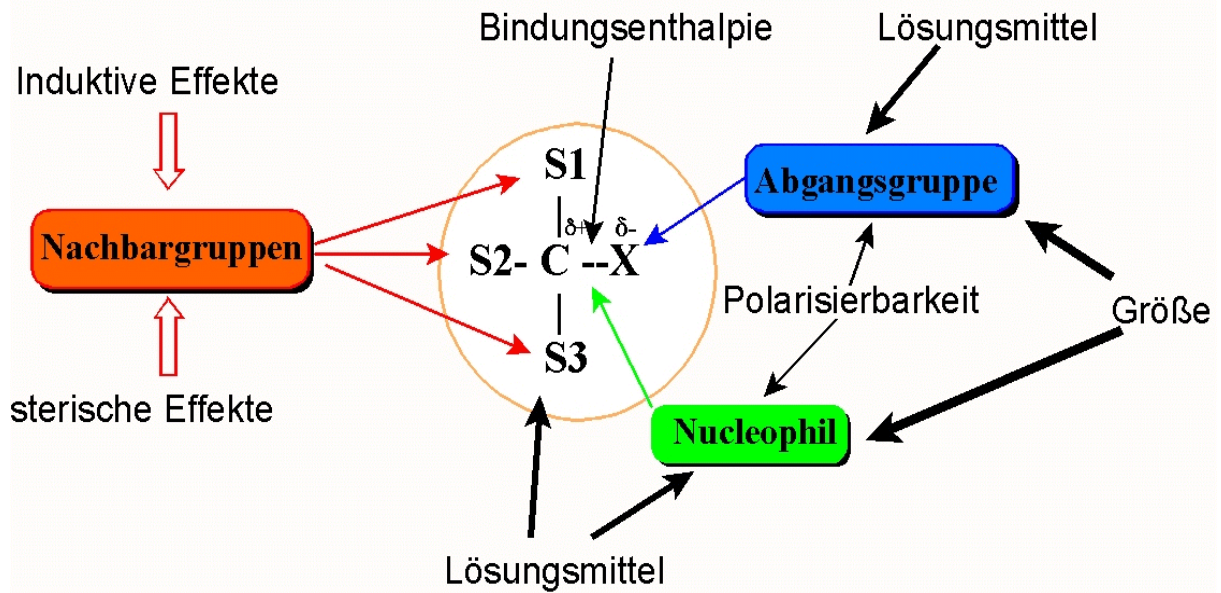 Bindungsenthalpie
Lösungsmittel
Induktive Effekte
S1
Abgangsgruppe
δ+ δ-
Nachbargruppen
S2- C --X
Polarisierbarkeit
Größe
S3
sterische Effekte
Nucleophil
Lösungsmittel